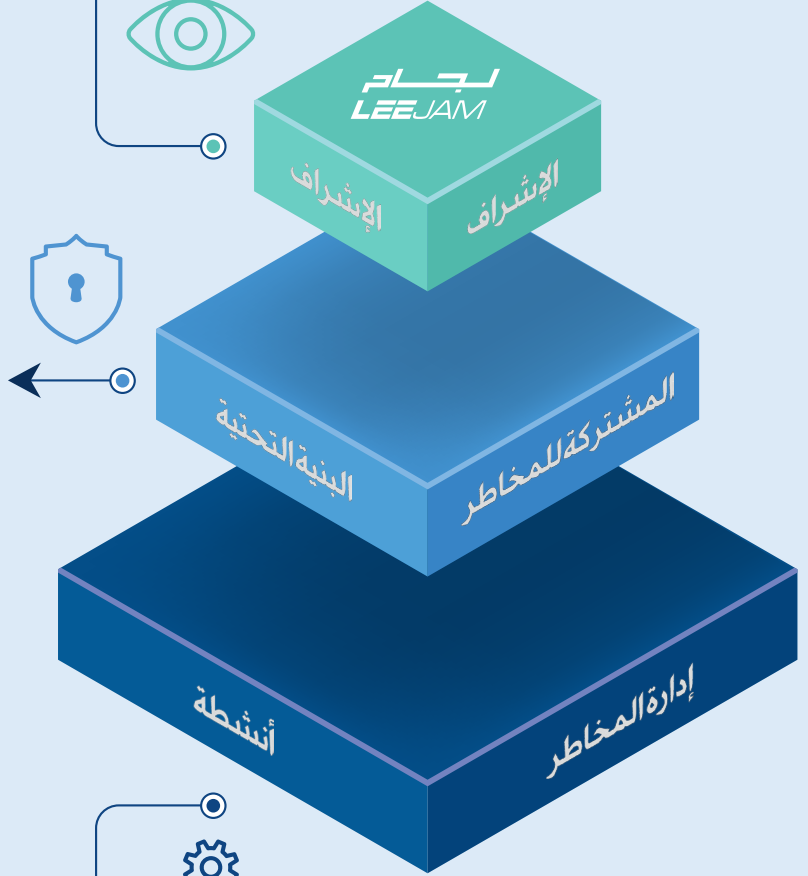 لجام
LEEJAM
الإشراف
الإشراف
المشتركة للمخاطر
البنية التحتية
إدارة المخاطر
أنشطة